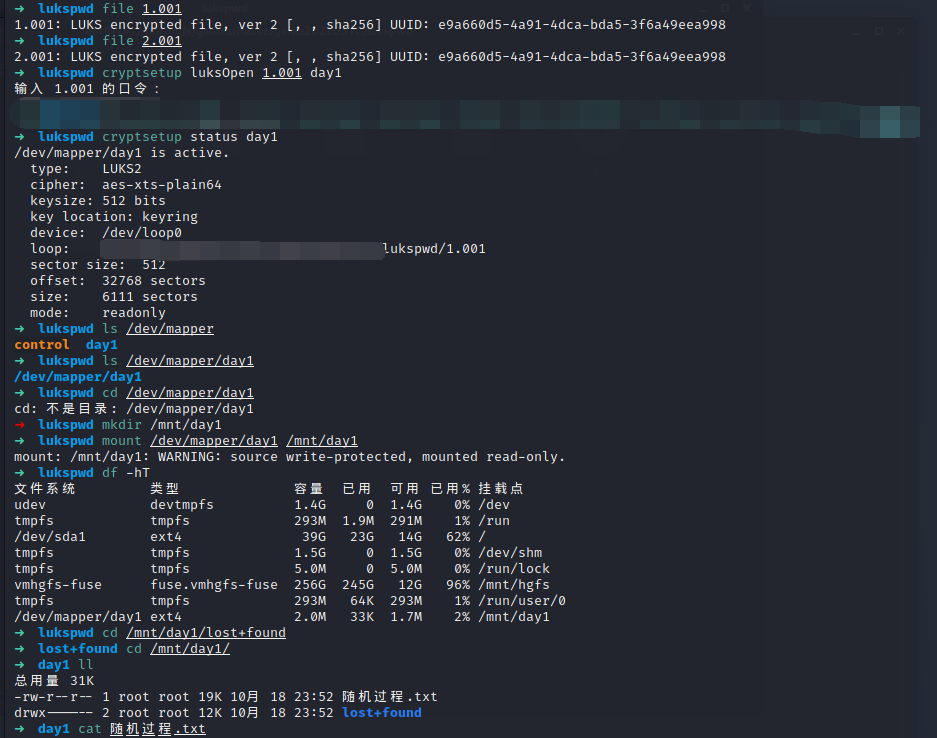 ➜ lukspwd file 1.001
1.001: LUKS encrypted file, ver 2 [, , sha256] UUID: e9a660d5-4a91-4dca-bda5-3f6a49eea998
➜ lukspwd file 2.001
2.001: LUKS encrypted file, ver 2 [, , sha256] UUID: e9a660d5-4a91-4dca-bda5-3f6a49eea998
➜ lukspwd cryptsetup luksOpen 1.001 day1
输入 1.001 的口令：
➜ lukspwd cryptsetup status day1
/dev/mapper/day1 is active.
type: LUKS2
cipher: aes-xts-plain64
keysize: 512 bits
key location: keyring
device: /dev/loop0
loop: lukspwd/1.001
sector size: 512
offset: 32768 sectors
size: 6111 sectors
mode: readonly
➜ lukspwd ls /dev/mapper
control day1
➜ lukspwd ls /dev/mapper/day1
/dev/mapper/day1
➜ lukspwd cd /dev/mapper/day1
cd: 不是目录: /dev/mapper/day1
➜ lukspwd mkdir /mnt/day1
➜ lukspwd mount /dev/mapper/day1 /mnt/day1
mount: /mnt/day1: WARNING: source write-protected, mounted read-only.
➜ lukspwd df -hT
文件系统 类型 容量 已用 可用 已用% 挂载点
udev devtmpfs 1.4G 0 1.4G 0% /dev
tmpfs tmpfs 293M 1.9M 291M 1% /run
/dev/sda1 ext4 39G 23G 14G 62% /
tmpfs tmpfs 1.5G 0 1.5G 0% /dev/shm
tmpfs tmpfs 5.0M 0 5.0M 0% /run/lock
vmhgfs-fuse fuse.vmhgfs-fuse 256G 245G 12G 96% /mnt/hgfs
tmpfs tmpfs 293M 64K 293M 1% /run/user/0
/dev/mapper/day1 ext4 2.0M 33K 1.7M 2% /mnt/day1
➜ lukspwd cd /mnt/day1/lost+found
➜ lost+found cd /mnt/day1/
➜ day1 ll
总用量 31K
-rw-r--r-- 1 root root 19K 10月 18 23:52 随机过程.txt
drwx------ 2 root root 12K 10月 18 23:52 lost+found
➜ day1 cat 随机过程.txt